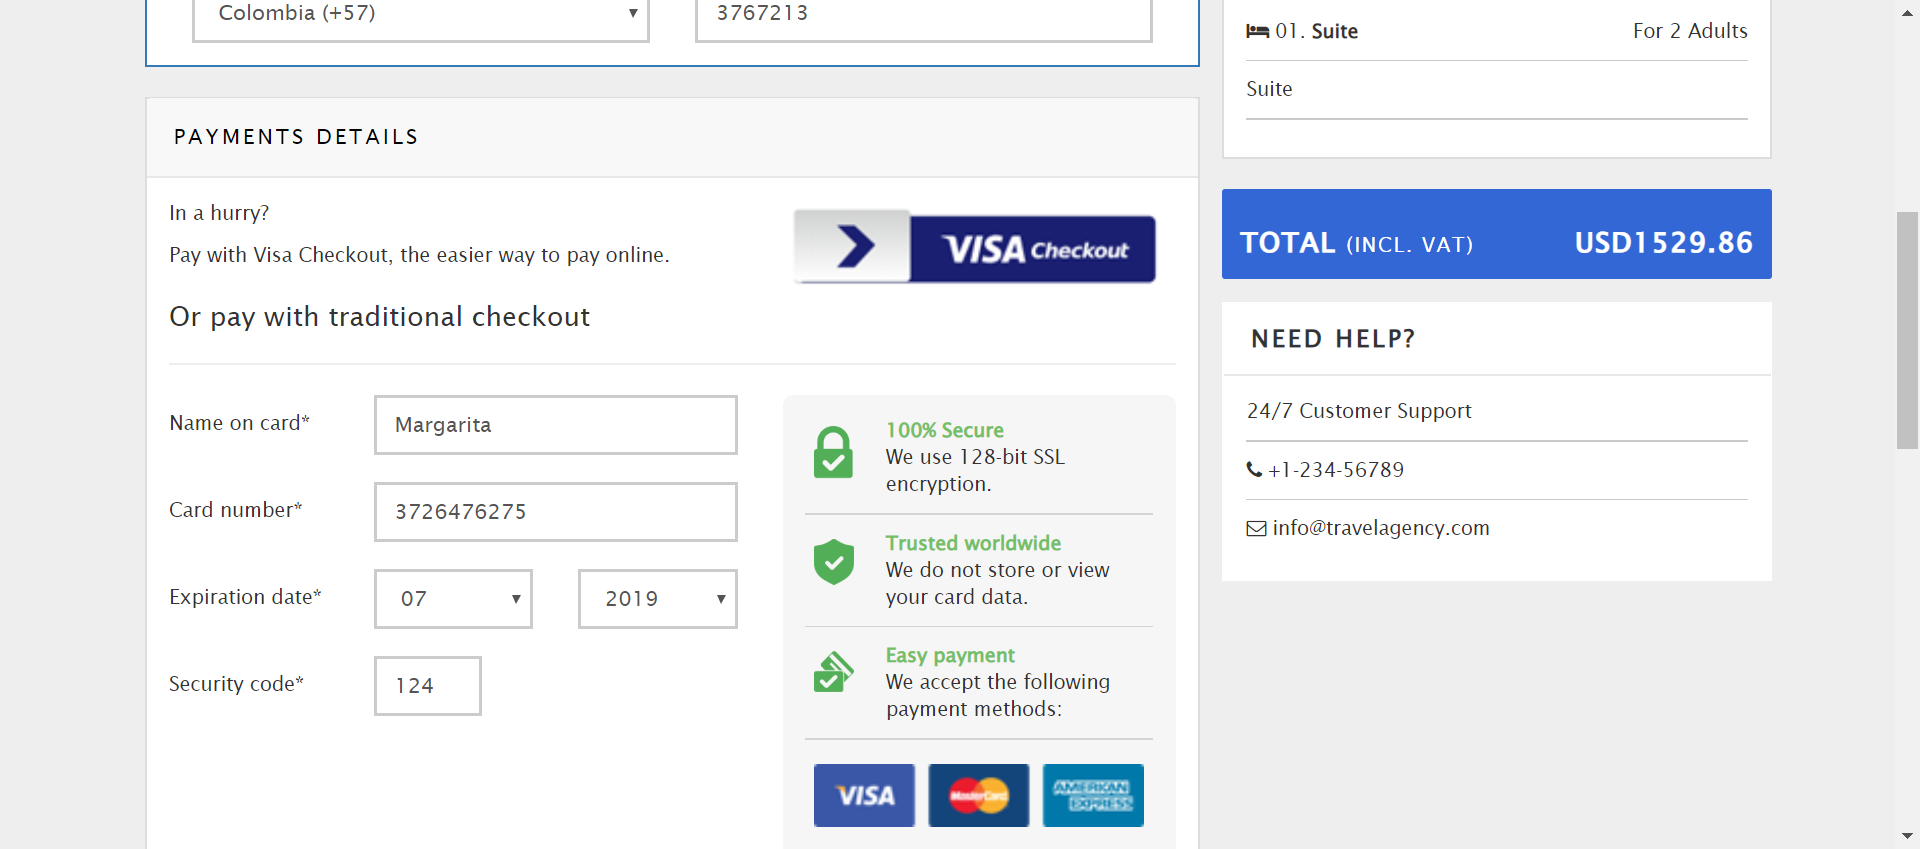 Colombia (+57)
3767213
PAYMENTS DETAILS
In a hurry?
Pay with Visa Checkout, the easier way to pay online.
VISA Checkout
Or pay with traditional checkout
Name on card*
Margarita
Card number*
3726476275
Expiration date*
07
2019
Security code*
124
100% Secure
We use 128-bit SSL
encryption.
Trusted worldwide
We do not store or view
your card data.
Easy payment
We accept the following
payment methods:
VISA
MasterCard
AMERICAN
EXPRESS
01. Suite
For 2 Adults
Suite
TOTAL (INCL. VAT)
USD1529.86
NEED HELP?
24/7 Customer Support
+1-234-56789
info@travelagency.com